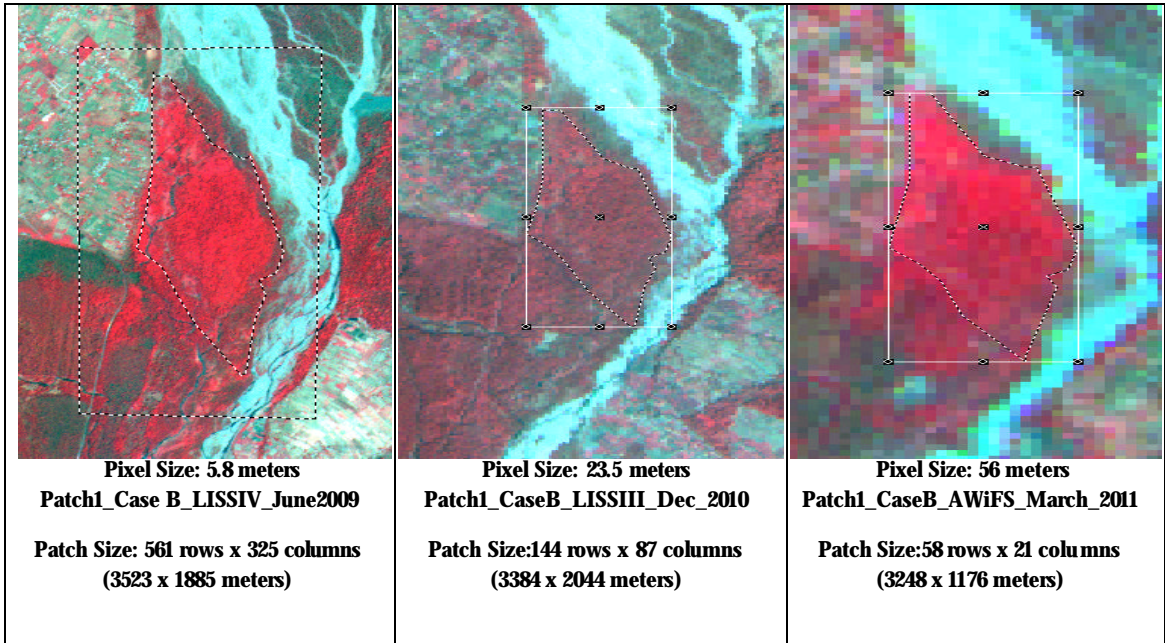 Pixel Size: 5.8 meters
Patch1_Case B_LISSIV_June2009
Patch Size: 561 rows x 325 columns
(3523 x 1885 meters)
Pixel Size: 23.5 meters
Patch1_CaseB_LISSIII_Dec_2010
Patch Size:144 rows x 87 columns
(3384 x 2044 meters)
Pixel Size: 56 meters
Patch1_CaseB_AWiFS_March_2011
Patch Size:58 rows x 21 columns
(3248 x 1176 meters)